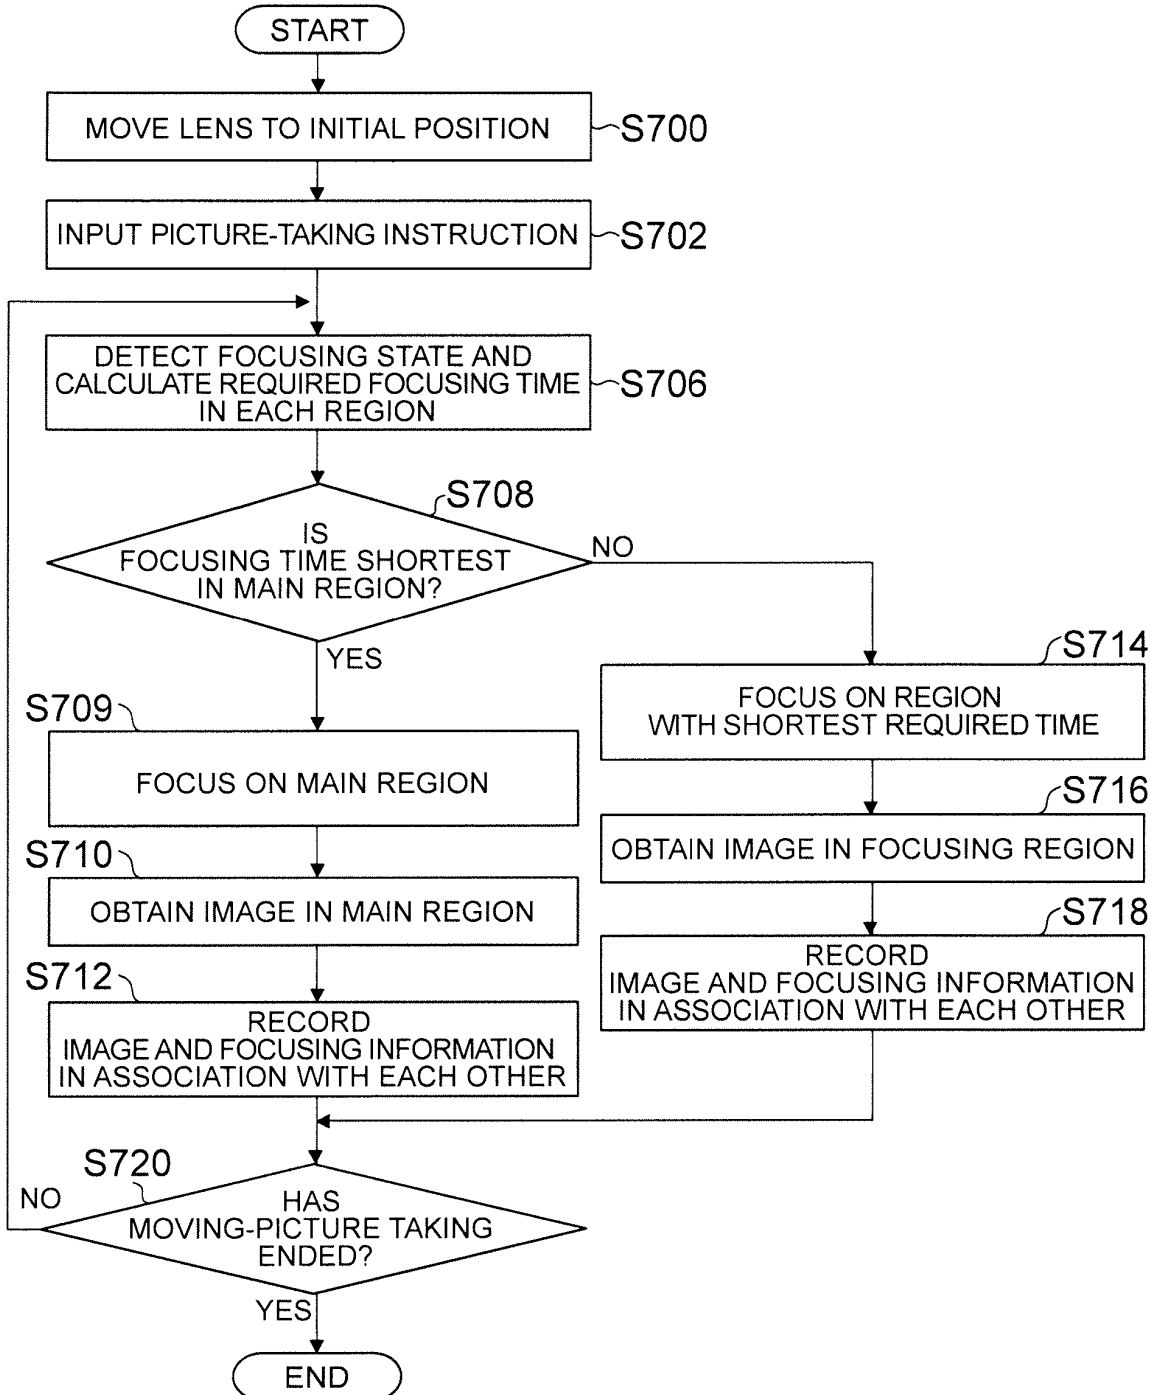 START
MOVE LENS TO INITIAL POSITION
S700
INPUT PICTURE-TAKING INSTRUCTION
S702
DETECT FOCUSING STATE AND
CALCULATE REQUIRED FOCUSING TIME
IN EACH REGION
S706
S708
IS
FOCUSING TIME SHORTEST
IN MAIN REGION?
NO
YES
S709
FOCUS ON MAIN REGION
S710
OBTAIN IMAGE IN MAIN REGION
S712
RECORD
IMAGE AND FOCUSING INFORMATION
IN ASSOCIATION WITH EACH OTHER
S714
FOCUS ON REGION
WITH SHORTEST REQUIRED TIME
S716
OBTAIN IMAGE IN FOCUSING REGION
S718
RECORD
IMAGE AND FOCUSING INFORMATION
IN ASSOCIATION WITH EACH OTHER
S720
NO
HAS
MOVING-PICTURE TAKING
ENDED?
YES
END